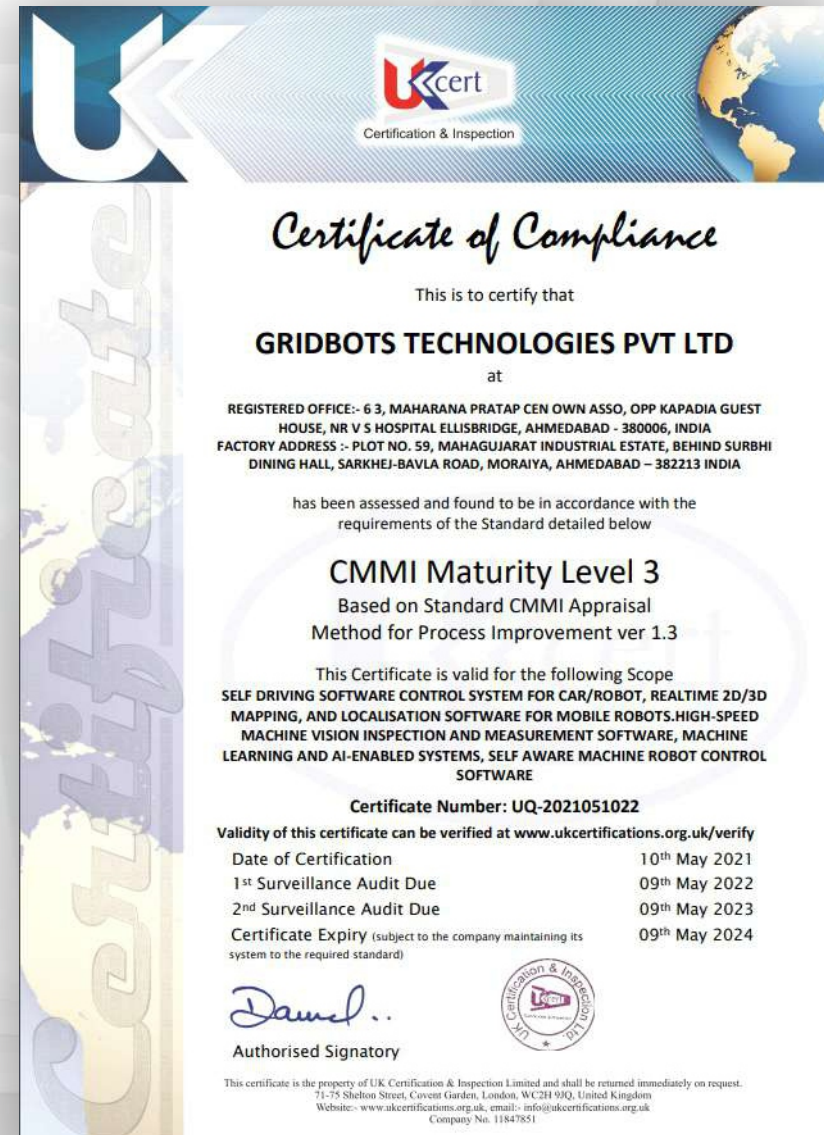 UKcert
Certification & Inspection
Certificate of Compliance
This is to certify that
GRIDBOTS TECHNOLOGIES PVT LTD
at
REGISTERED OFFICE:- 6 3, MAHARANA PRATAP CEN OWN ASSO, OPP KAPADIA GUEST
HOUSE, NR V S HOSPITAL ELLISBRIDGE, AHMEDABAD - 380006, INDIA
FACTORY ADDRESS :- PLOT NO. 59, MAHAGUJARAT INDUSTRIAL ESTATE, BEHIND SURBHI
DINING HALL, SARKHEJ-BAVLA ROAD, MORAIYA, AHMEDABAD – 382213 INDIA
has been assessed and found to be in accordance with the
requirements of the Standard detailed below
CMMI Maturity Level 3
Based on Standard CMMI Appraisal
Method for Process Improvement ver 1.3
This Certificate is valid for the following Scope
SELF DRIVING SOFTWARE CONTROL SYSTEM FOR CAR/ROBOT, REALTIME 2D/3D
MAPPING, AND LOCALISATION SOFTWARE FOR MOBILE ROBOTS.HIGH-SPEED
MACHINE VISION INSPECTION AND MEASUREMENT SOFTWARE, MACHINE
LEARNING AND AI-ENABLED SYSTEMS, SELF AWARE MACHINE ROBOT CONTROL
SOFTWARE
Certificate Number: UQ-2021051022
Validity of this certificate can be verified at www.ukcertifications.org.uk/verify
Date of Certification 10th May 2021
1st Surveillance Audit Due 09th May 2022
2nd Surveillance Audit Due 09th May 2023
Certificate Expiry (subject to the company maintaining its 09th May 2024
system to the required standard)
UK Certification & Inspection Ltd.
Authorised Signatory
This certificate is the property of UK Certification & Inspection Limited and shall be returned immediately on request.
71-75 Shelton Street, Covent Garden, London, WC2H 9JQ, United Kingdom
Website:- www.ukcertifications.org.uk, email:- info@ukcertifications.org.uk
Company No. 11847851
Certificate